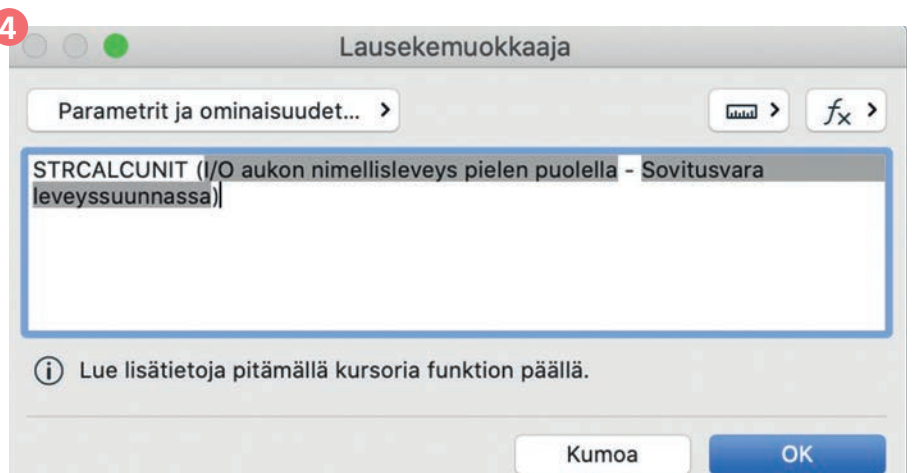 4
Lausekemuokkaaja
Parametrit ja ominaisuudet... >
> fx >
STRCALCUNIT (I/O aukon nimellisleveys pielen puolella - Sovitusvara
leveyssuunnassa)
i Lue lisätietoja pitämällä kursoria funktion päällä.
Kumoa OK